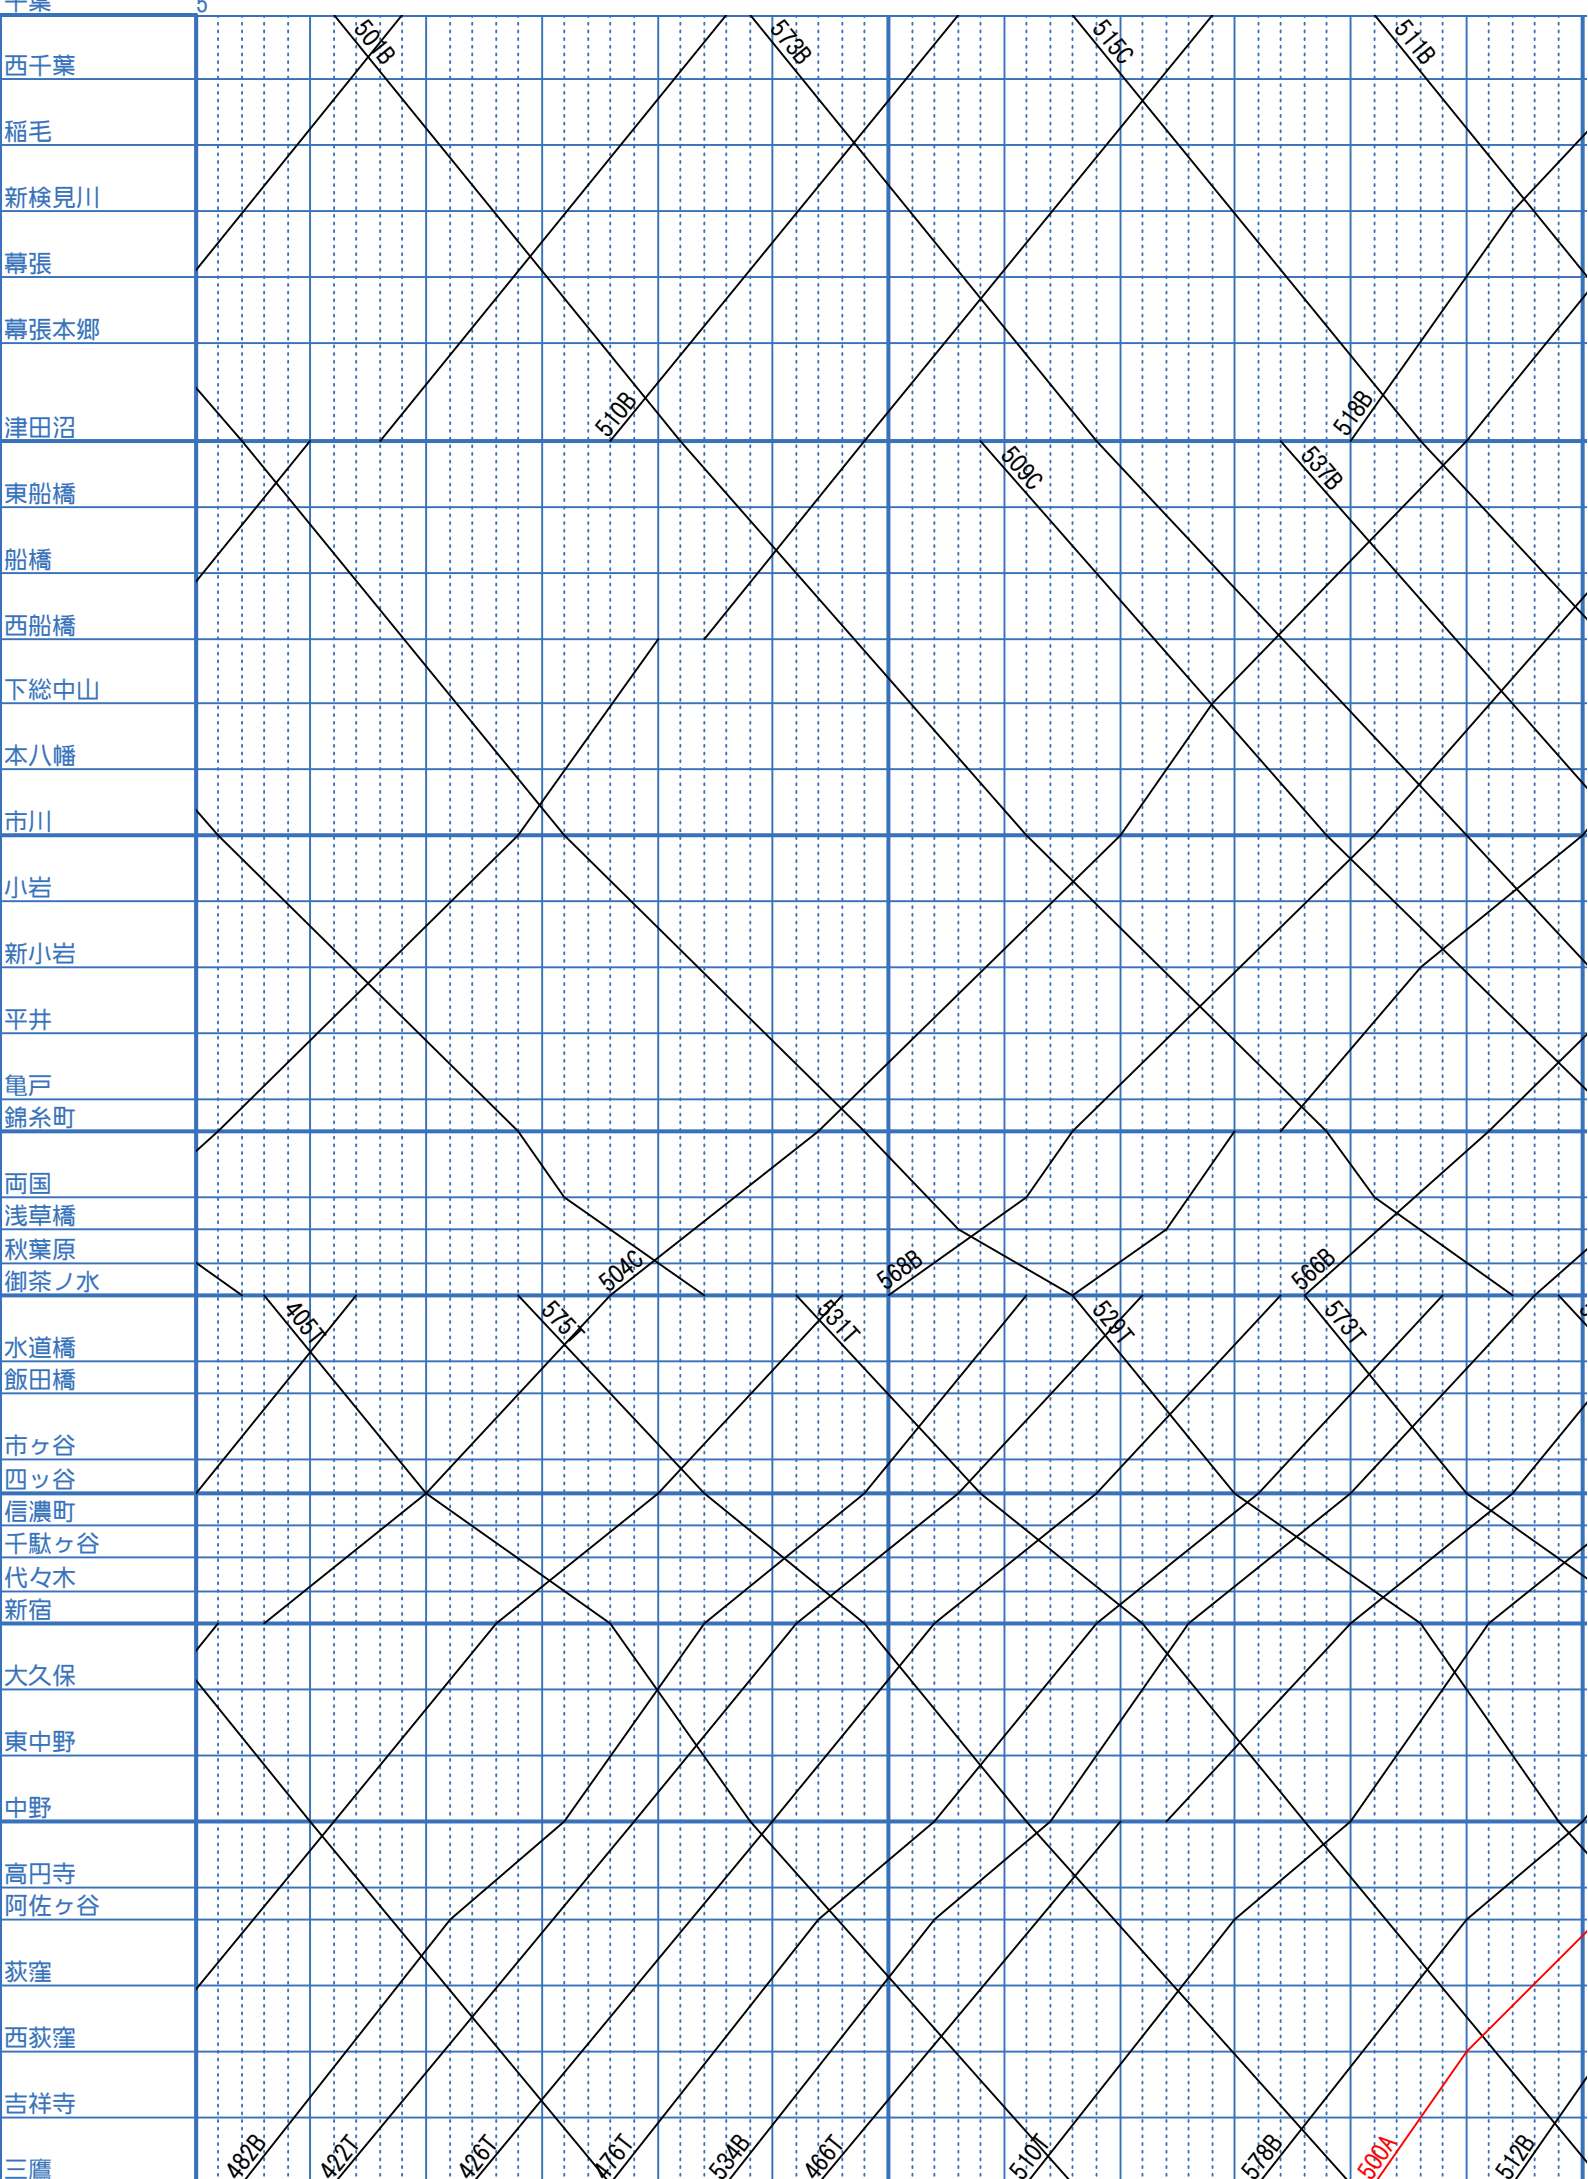 千葉
5
501B
573B
515C
511B
西千葉
稲毛
新検見川
幕張
幕張本郷
510B
518B
津田沼
509C
537B
東船橋
船橋
西船橋
下総中山
本八幡
市川
小岩
新小岩
平井
亀戸
錦糸町
両国
浅草橋
秋葉原
504C
568B
566B
御茶ノ水
405T
575T
531T
529T
573T
水道橋
飯田橋
市ヶ谷
四ッ谷
信濃町
千駄ヶ谷
代々木
新宿
大久保
東中野
中野
高円寺
阿佐ヶ谷
荻窪
西荻窪
吉祥寺
482B
422T
426T
476T
534B
466T
510T
578B
500A
512B
三鷹